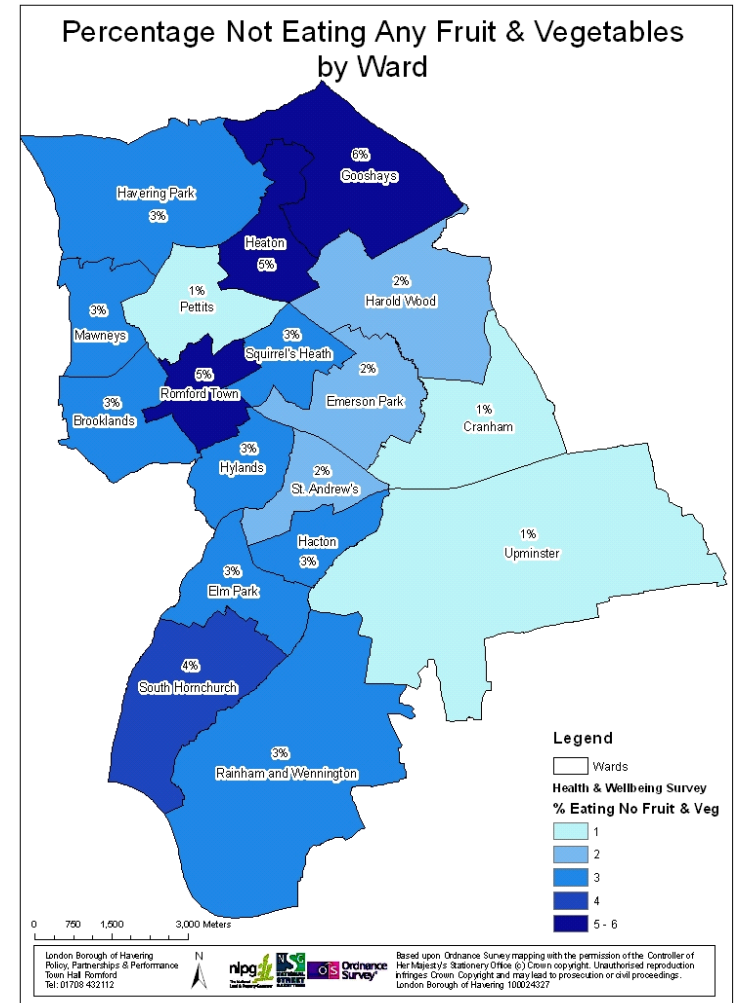 Percentage Not Eating Any Fruit & Vegetables
by Ward
6%
Gooshays
Havering Park
3%
Heaton
5%
2%
Harold Wood
1%
Pettits
3%
Mawneys
3%
Squirrel's Heath
5%
Romford Town
2%
Emerson Park
3%
Brooklands
1%
Cranham
3%
Hylands
2%
St. Andrew's
1%
Upminster
Hacton
3%
3%
Elm Park
4%
South Hornchurch
3%
Rainham and Wennington
Legend
Wards
Health & Wellbeing Survey
% Eating No Fruit & Veg
1
2
3
4
5 - 6
0 750 1,500 3,000 Meters
London Borough of Havering
Policy, Partnerships & Performance
Town Hall Romford
Tel: 01708 432112
N
nlpg
NSG
NATIONAL
STREET
OS
Ordnance
Survey
Based upon Ordnance Survey mapping with the permission of the Controller of
Her Majesty's Stationery Office (c) Crown copyright. Unauthorised reproduction
infringes Crown Copyright and may lead to prosecution or civil proceedings.
London Borough of Havering 100024327